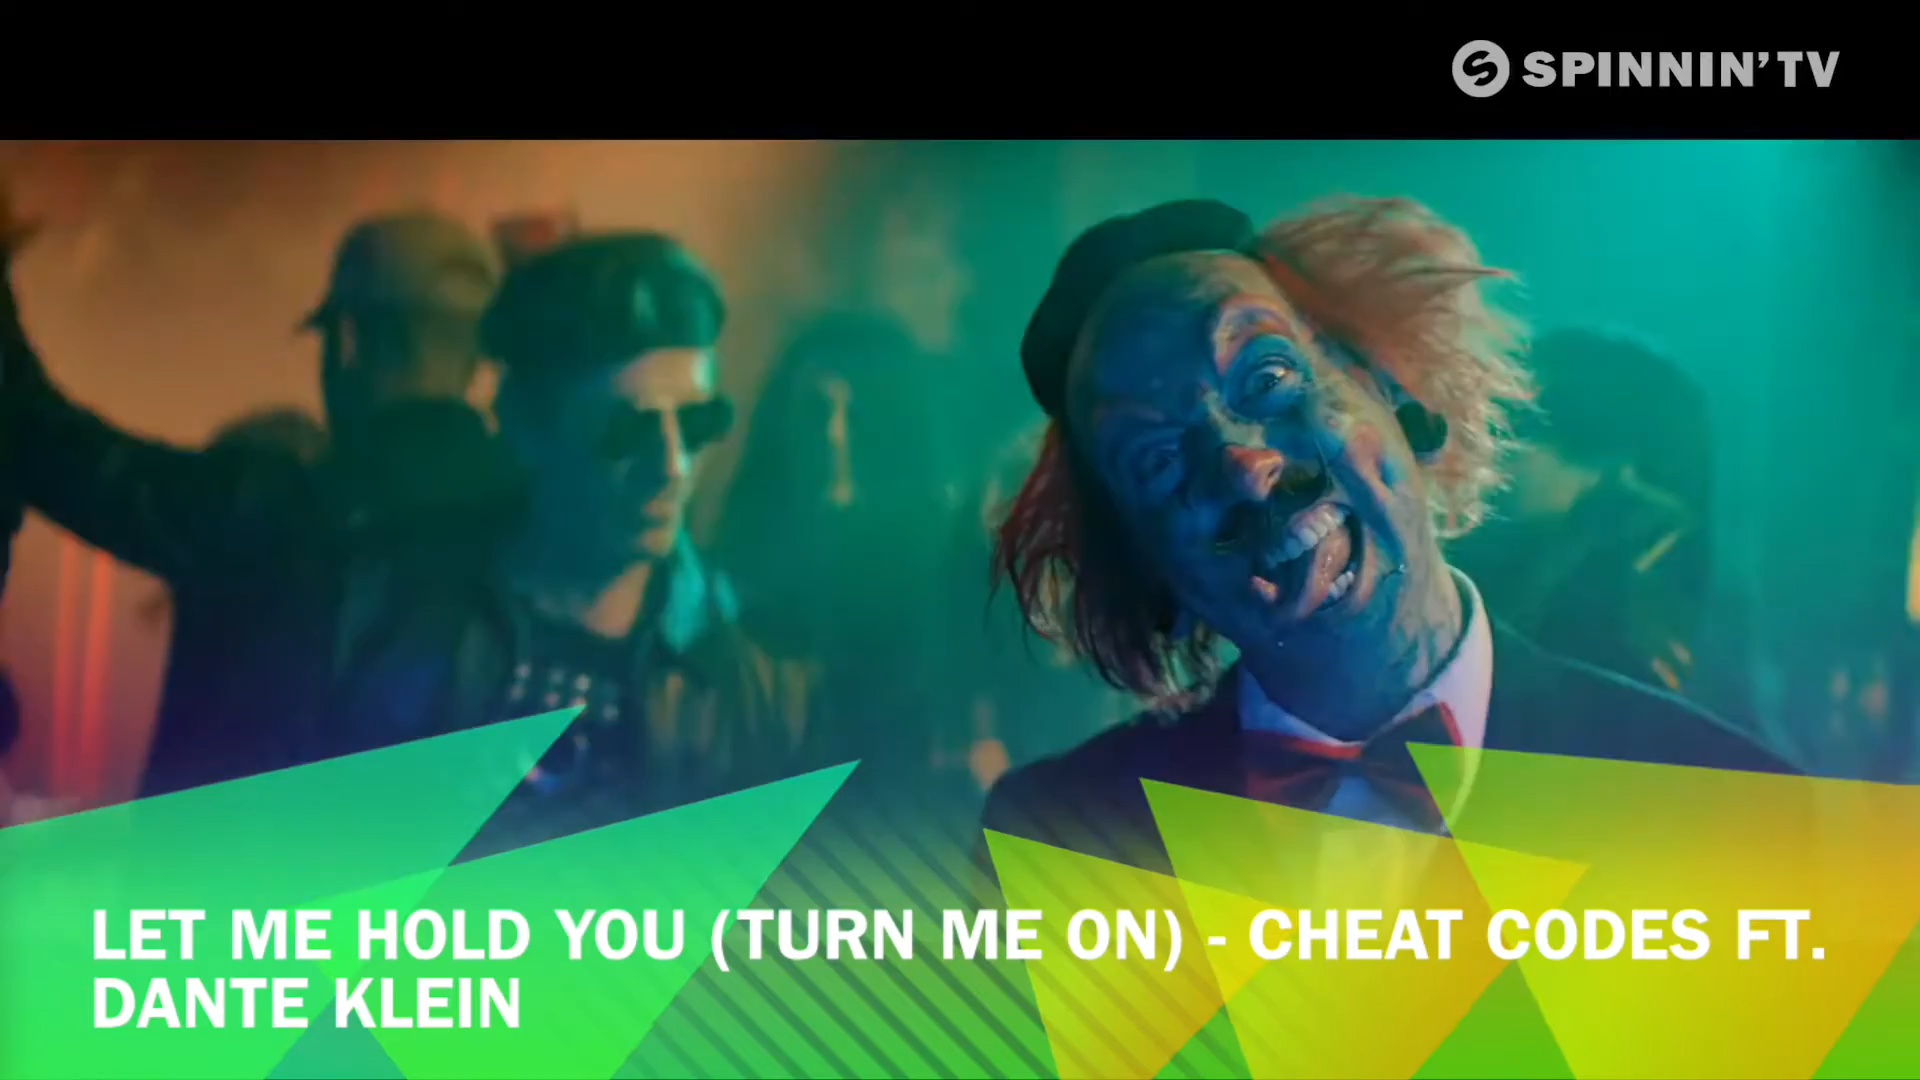 SPINNIN' TV
LET ME HOLD YOU (TURN ME ON) - CHEAT CODES FT.
DANTE KLEIN